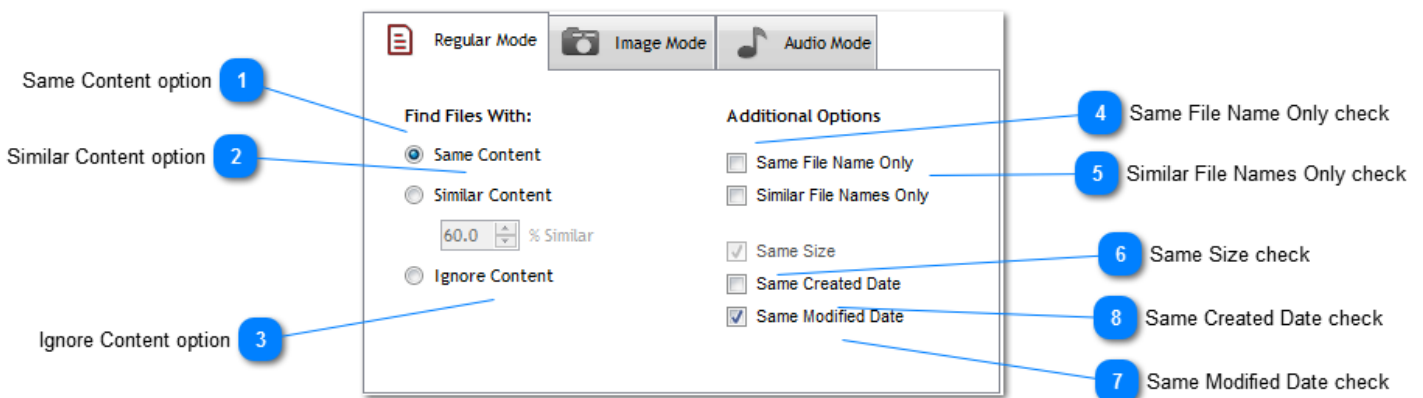 Regular Mode
Image Mode
Audio Mode
Same Content option 1
Similar Content option 2
Ignore Content option 3
Find Files With:
Same Content
Similar Content
60.0 % Similar
Ignore Content
Additional Options
Same File Name Only
Similar File Names Only
Same Size
Same Created Date
Same Modified Date
4 Same File Name Only check
5 Similar File Names Only check
6 Same Size check
8 Same Created Date check
7 Same Modified Date check